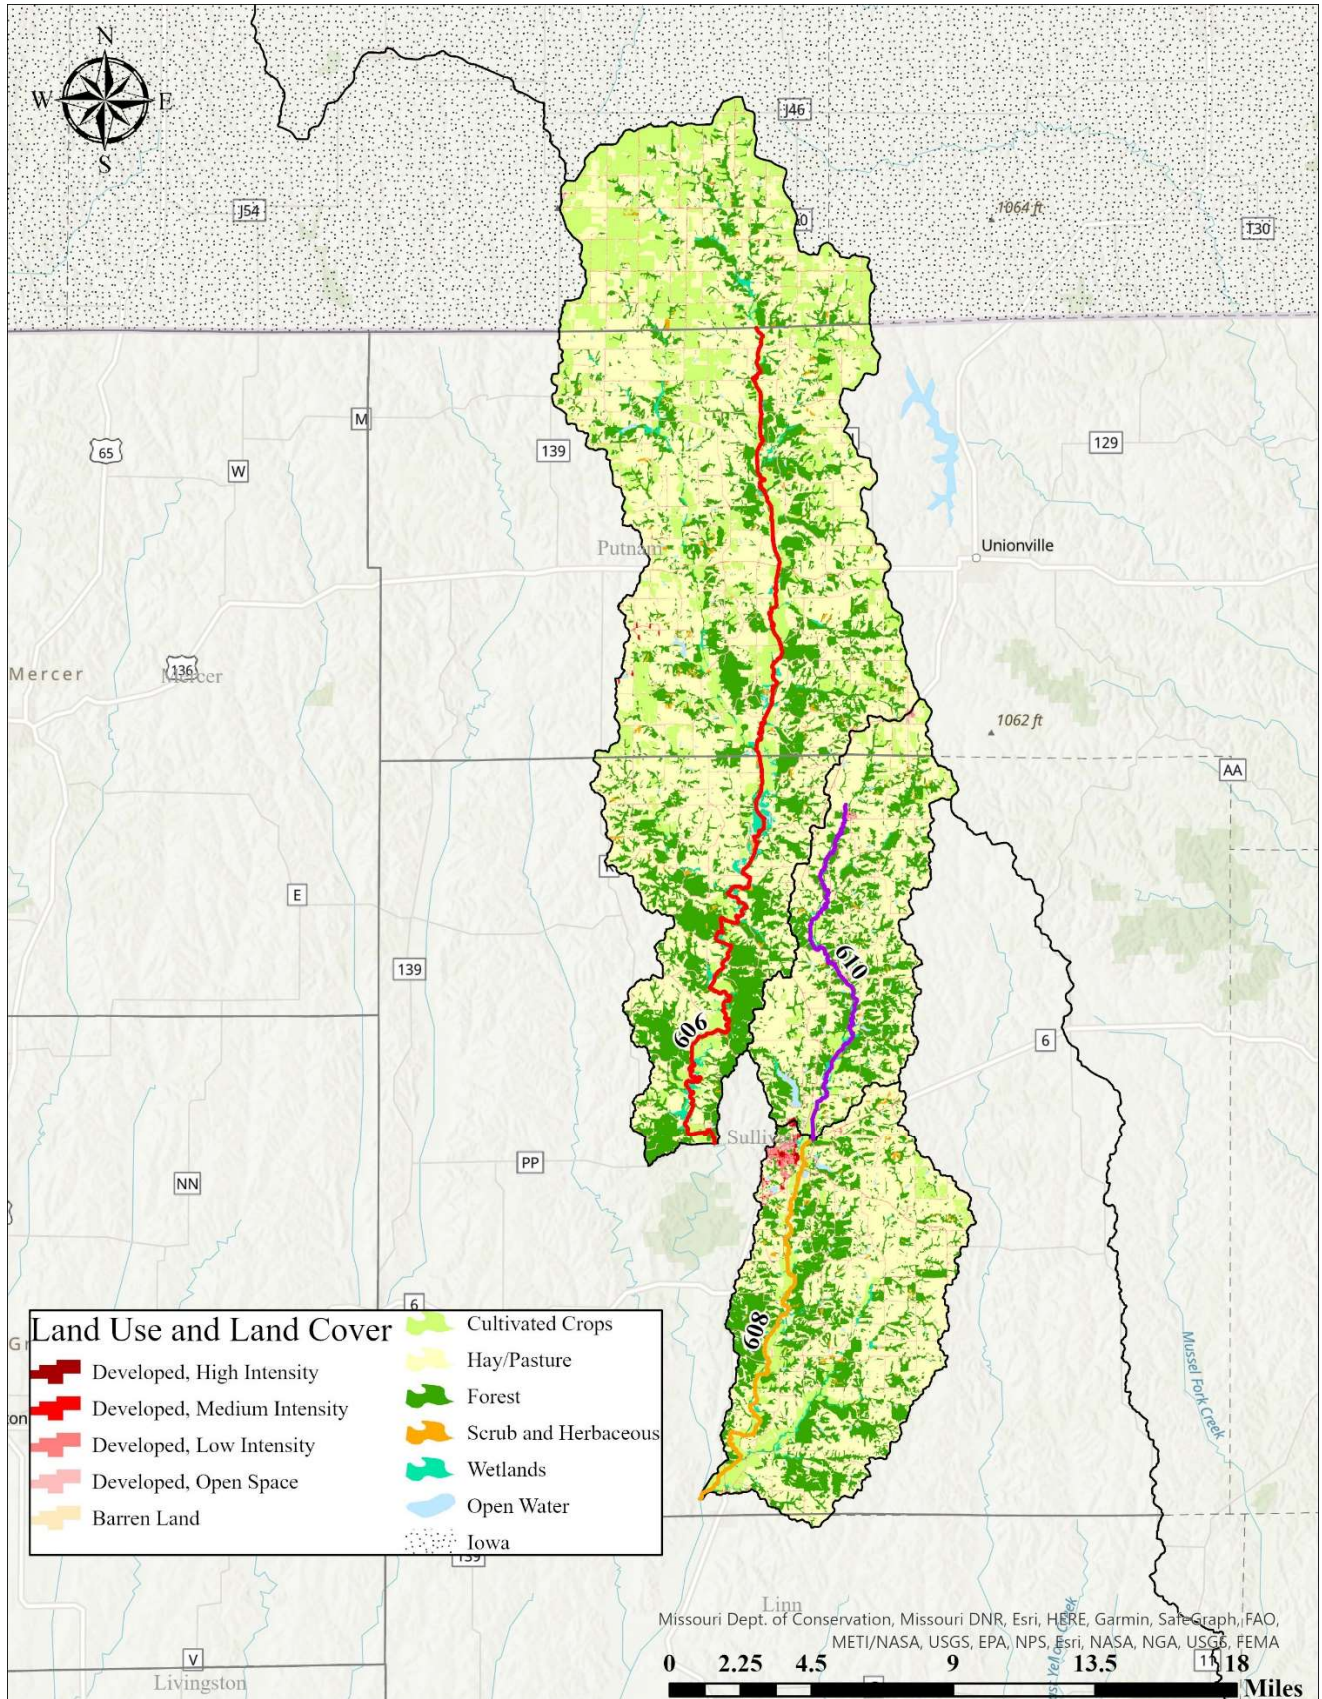 N
W
E
S
J46
J54
1064 ft
T30
M
65
W
139
129
Unionville
Putnam
Mercer
136
Mercer
1062 ft
AA
E
610
139
606
6
Sulliv
PP
NN
608
6
Mussel Fork Creek
Land Use and Land Cover
Developed, High Intensity
Developed, Medium Intensity
Developed, Low Intensity
Developed, Open Space
Barren Land
Cultivated Crops
Hay/Pasture
Forest
Scrub and Herbaceous
Wetlands
Open Water
Iowa
139
Linn
Missouri Dept. of Conservation, Missouri DNR, Esri, HERE, Garmin, SafeGraph, FAO,
METI/NASA, USGS, EPA, NPS, Esri, NASA, NGA, USGS, FEMA
V
Livingston
11
0 2.25 4.5 9 13.5 18
Miles